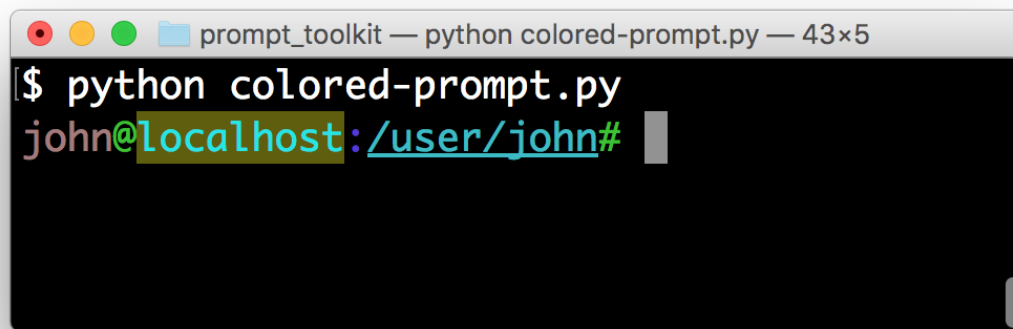 prompt_toolkit — python colored-prompt.py — 43×5
[$ python colored-prompt.py
john@localhost:/user/john#